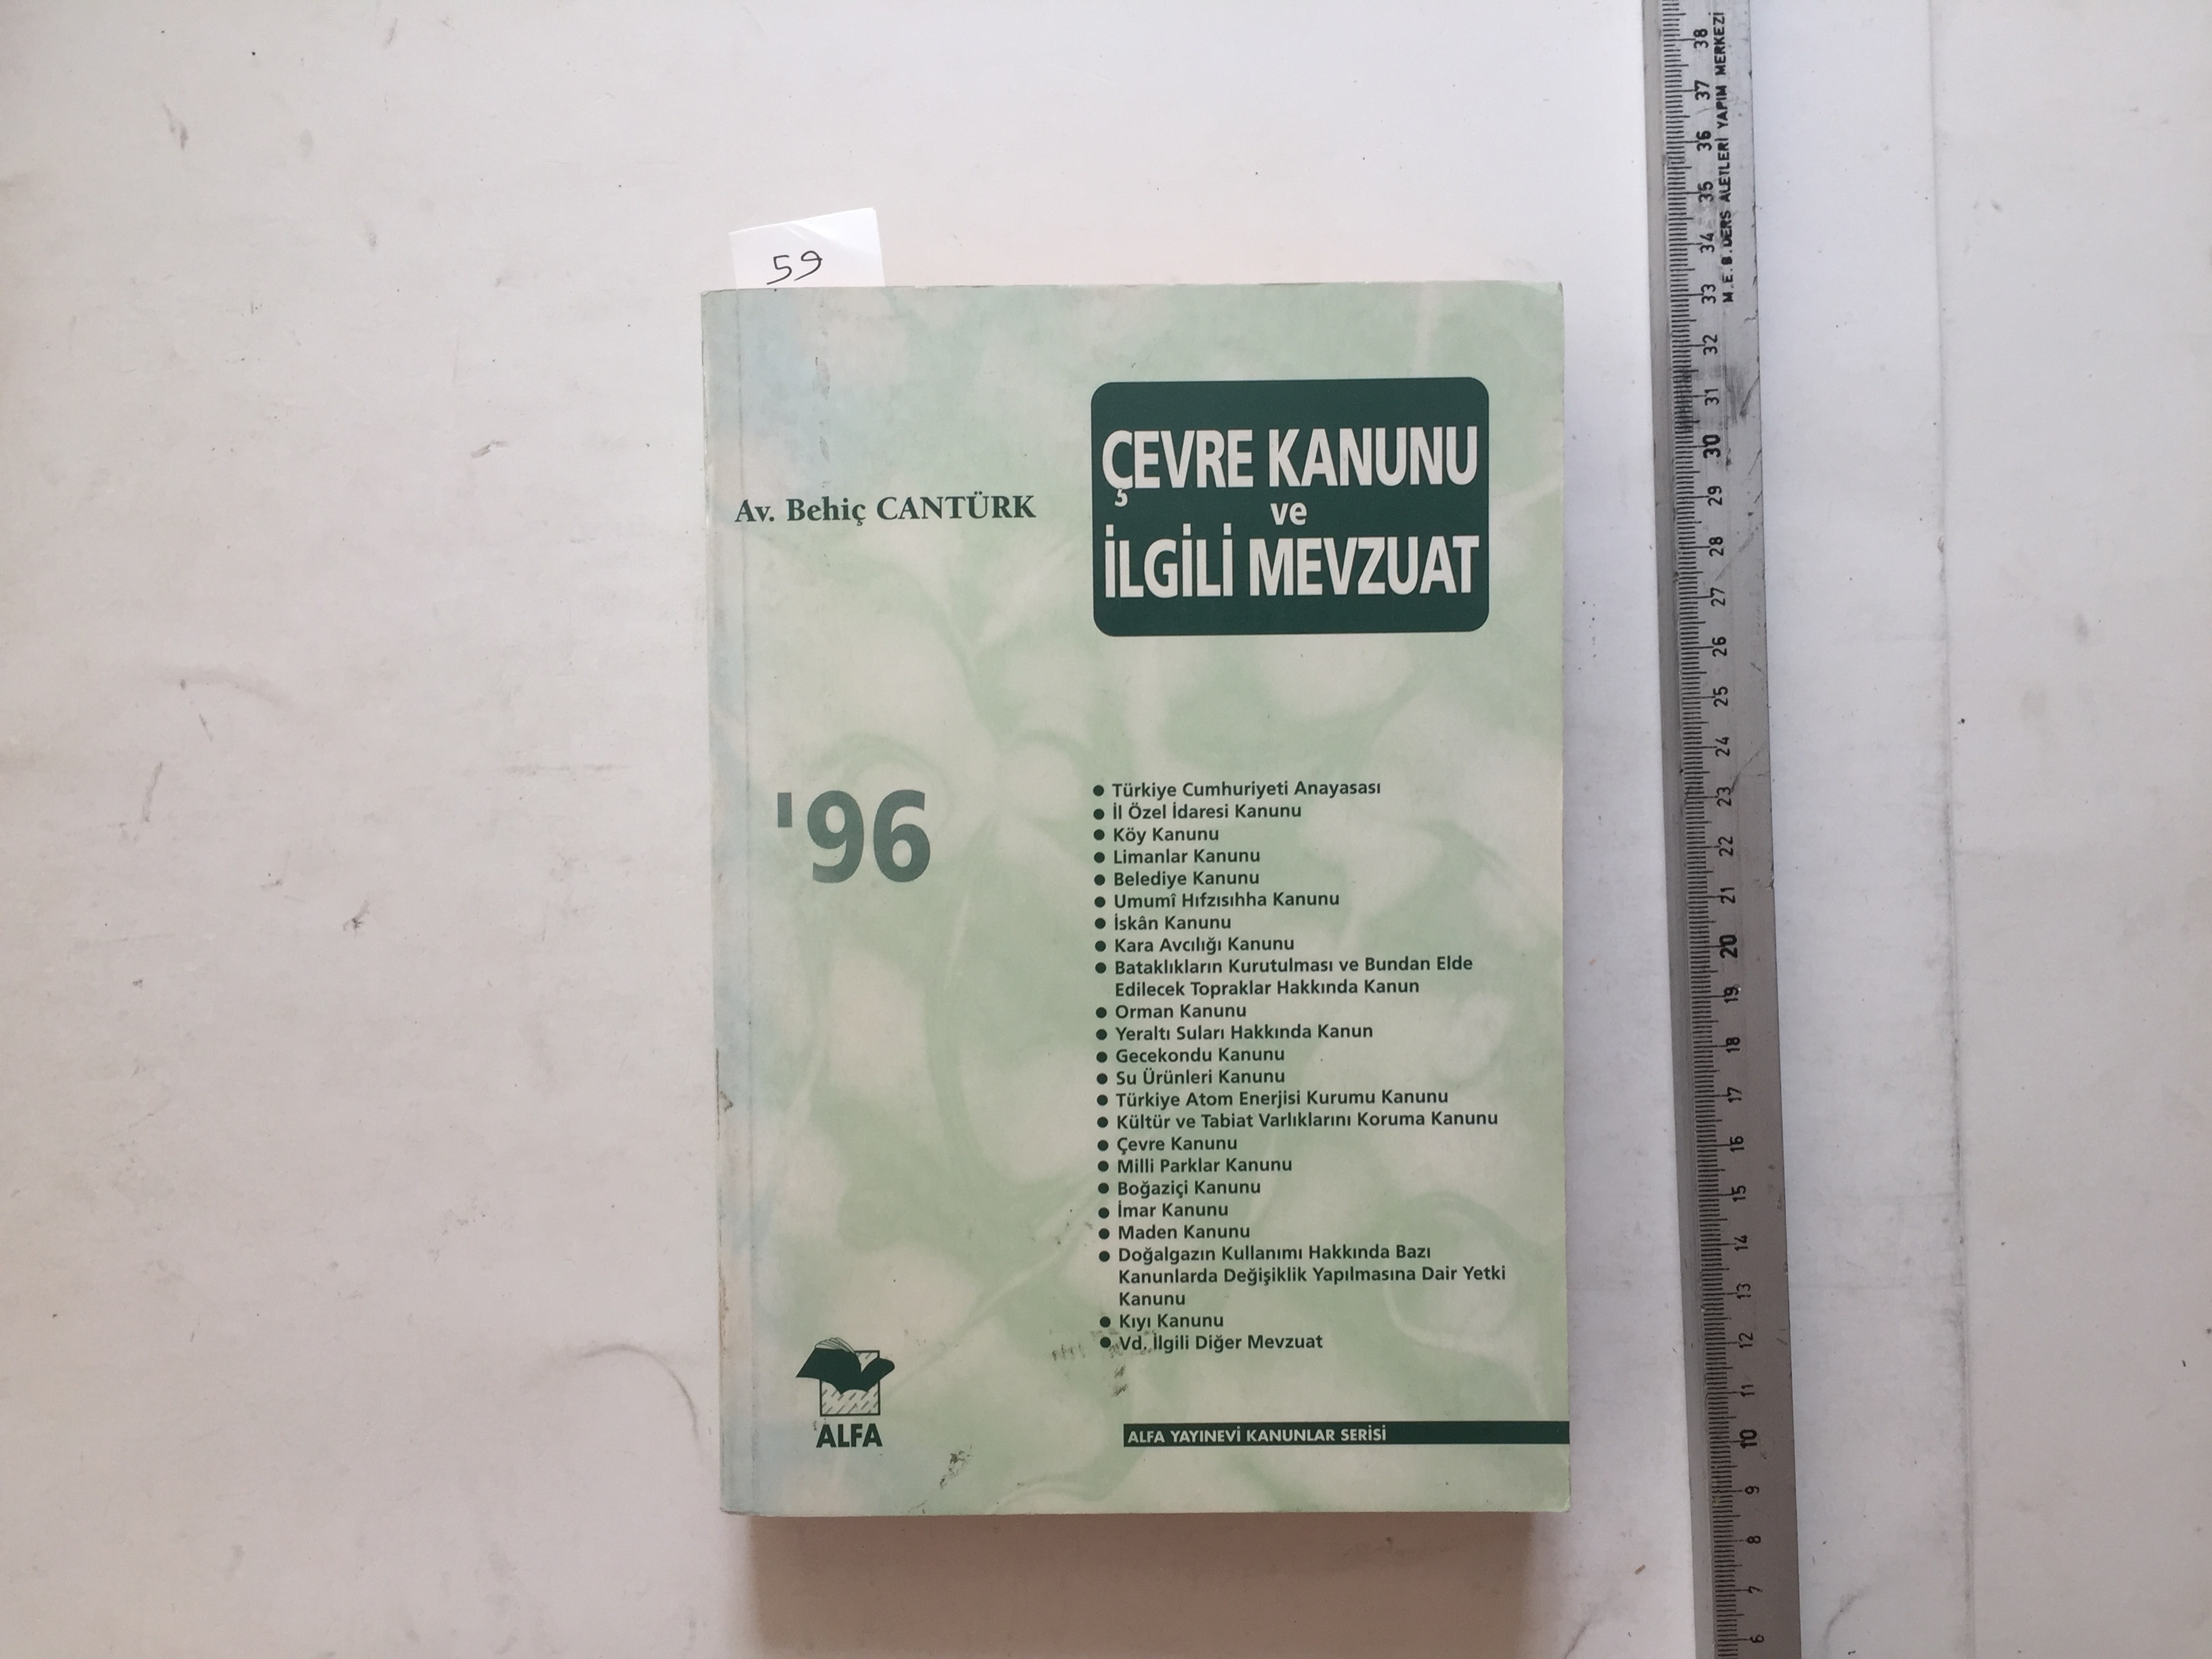 59
ÇEVRE KANUNU
ve
İLGİLİ MEVZUAT
Av. Behiç CANTÜRK
'96
● Türkiye Cumhuriyeti Anayasası
● İl Özel İdaresi Kanunu
● Köy Kanunu
● Limanlar Kanunu
● Belediye Kanunu
● Umumî Hıfzısıhha Kanunu
● İskân Kanunu
● Kara Avcılığı Kanunu
● Bataklıkların Kurutulması ve Bundan Elde
Edilecek Topraklar Hakkında Kanun
● Orman Kanunu
● Yeraltı Suları Hakkında Kanun
● Gecekondu Kanunu
● Su Ürünleri Kanunu
● Türkiye Atom Enerjisi Kurumu Kanunu
● Kültür ve Tabiat Varlıklarını Koruma Kanunu
● Çevre Kanunu
● Milli Parklar Kanunu
● Boğaziçi Kanunu
● İmar Kanunu
● Maden Kanunu
● Doğalgazın Kullanımı Hakkında Bazı
Kanunlarda Değişiklik Yapılmasına Dair Yetki
Kanunu
● Kıyı Kanunu
● Vd. İlgili Diğer Mevzuat
ALFA
ALFA YAYINEVİ KANUNLAR SERİSİ
6 7 8 9 10 11 12 13 14 15 16 17 18 19 20 21 22 23 24 25 26 27 28 29 30 31 32 33 34 35 36 37 38
M.E.B. DERS ALETLERİ YAPIM MERKEZİ